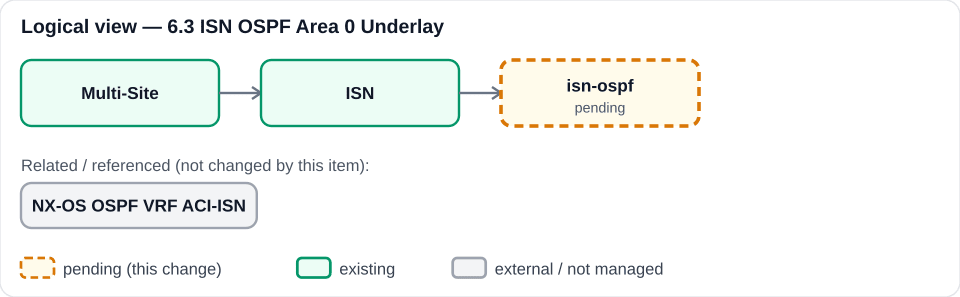 Logical view — 6.3 ISN OSPF Area 0 Underlay
Multi-Site
ISN
isn-ospf
pending
Related / referenced (not changed by this item):
NX-OS OSPF VRF ACI-ISN
pending (this change)
existing
external / not managed